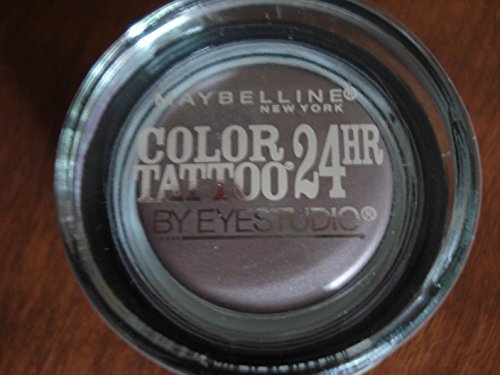 MAYBELLINE®
NEW YORK
COLOR
TATTOO® 24HR
BY EYESTUDIO®